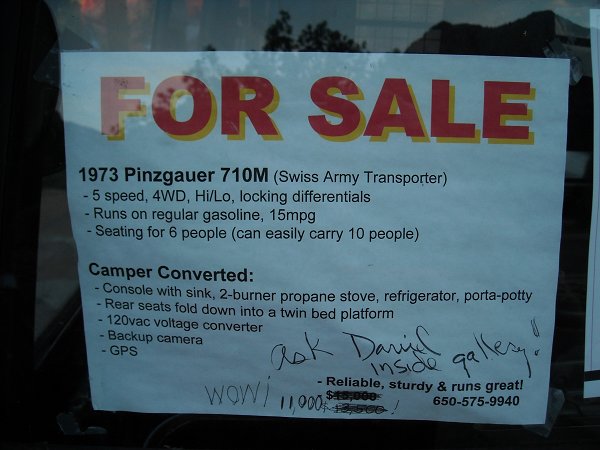 FOR SALE
1973 Pinzgauer 710M (Swiss Army Transporter)
- 5 speed, 4WD, Hi/Lo, locking differentials
- Runs on regular gasoline, 15mpg
- Seating for 6 people (can easily carry 10 people)
Camper Converted:
- Console with sink, 2-burner propane stove, refrigerator, porta-potty
- Rear seats fold down into a twin bed platform
- 120vac voltage converter
- Backup camera
- GPS
ask Daniel
inside gallery!
- Reliable, sturdy & runs great!
$15,000
WOW! 11,000 $13,500!
650-575-9940